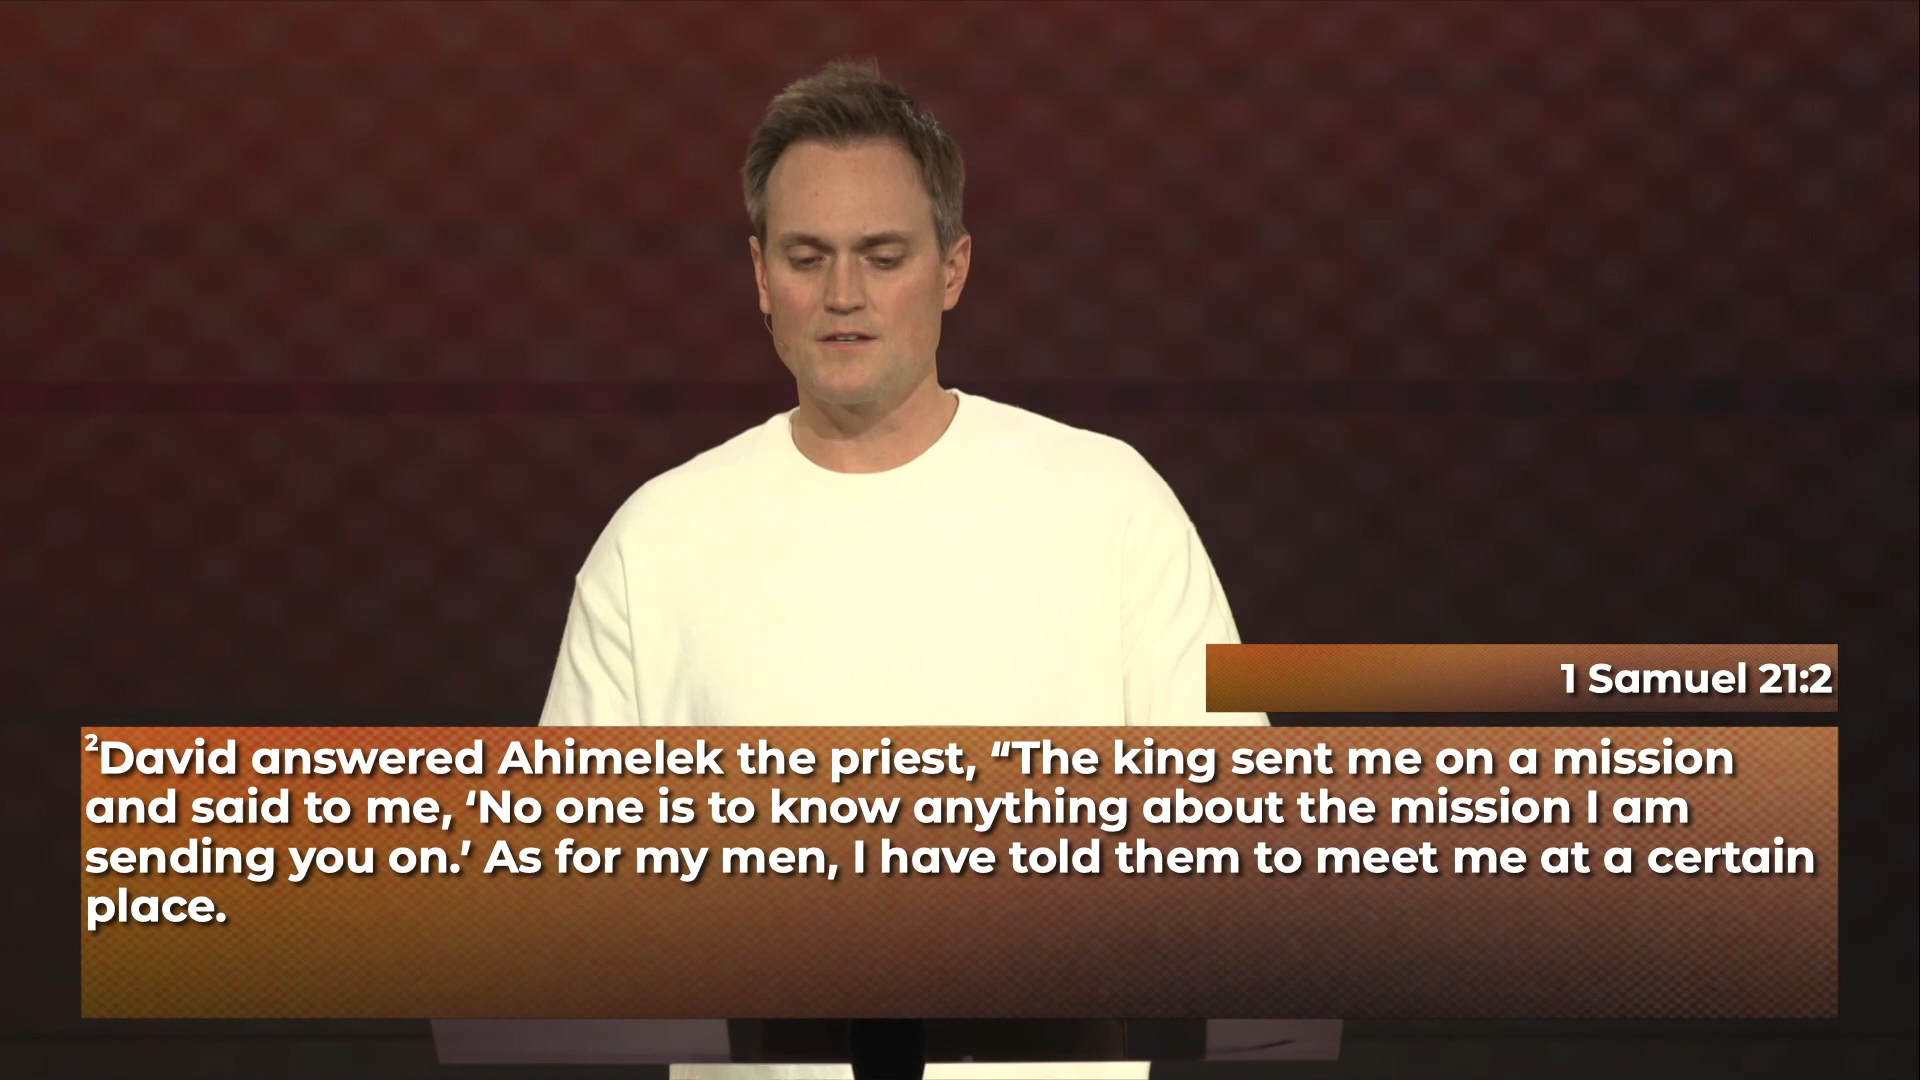 1 Samuel 21:2
²David answered Ahimelek the priest, “The king sent me on a mission
and said to me, ‘No one is to know anything about the mission I am
sending you on.’ As for my men, I have told them to meet me at a certain
place.